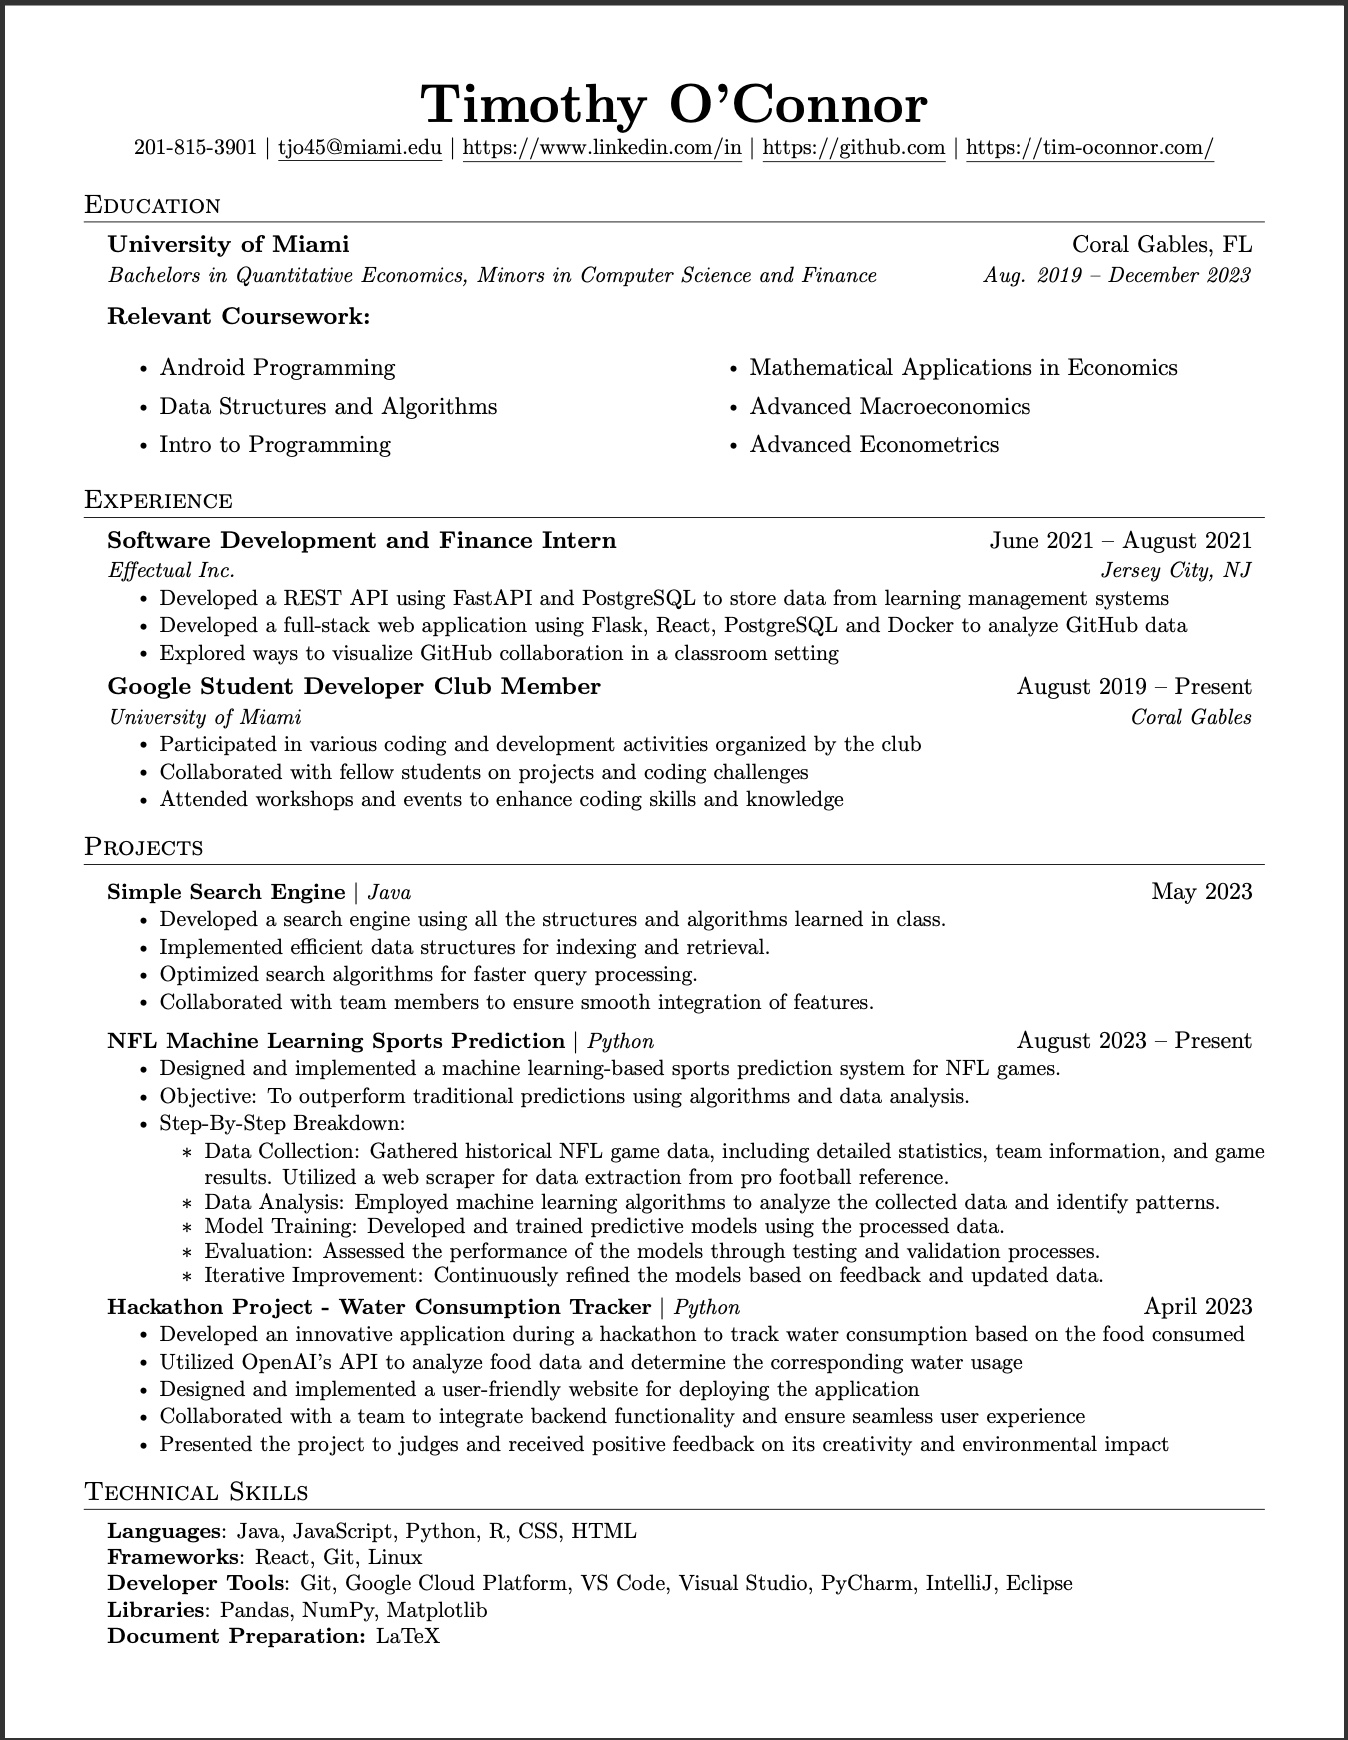 Timothy O'Connor
201-815-3901 | tjo45@miami.edu | https://www.linkedin.com/in | https://github.com | https://tim-oconnor.com/
Education
University of Miami Coral Gables, FL
Bachelors in Quantitative Economics, Minors in Computer Science and Finance Aug. 2019 – December 2023
Relevant Coursework:
• Android Programming • Mathematical Applications in Economics
• Data Structures and Algorithms • Advanced Macroeconomics
• Intro to Programming • Advanced Econometrics
Experience
Software Development and Finance Intern June 2021 – August 2021
Effectual Inc. Jersey City, NJ
• Developed a REST API using FastAPI and PostgreSQL to store data from learning management systems
• Developed a full-stack web application using Flask, React, PostgreSQL and Docker to analyze GitHub data
• Explored ways to visualize GitHub collaboration in a classroom setting
Google Student Developer Club Member August 2019 – Present
University of Miami Coral Gables
• Participated in various coding and development activities organized by the club
• Collaborated with fellow students on projects and coding challenges
• Attended workshops and events to enhance coding skills and knowledge
Projects
Simple Search Engine | Java May 2023
• Developed a search engine using all the structures and algorithms learned in class.
• Implemented efficient data structures for indexing and retrieval.
• Optimized search algorithms for faster query processing.
• Collaborated with team members to ensure smooth integration of features.
NFL Machine Learning Sports Prediction | Python August 2023 – Present
• Designed and implemented a machine learning-based sports prediction system for NFL games.
• Objective: To outperform traditional predictions using algorithms and data analysis.
• Step-By-Step Breakdown:
* Data Collection: Gathered historical NFL game data, including detailed statistics, team information, and game
results. Utilized a web scraper for data extraction from pro football reference.
* Data Analysis: Employed machine learning algorithms to analyze the collected data and identify patterns.
* Model Training: Developed and trained predictive models using the processed data.
* Evaluation: Assessed the performance of the models through testing and validation processes.
* Iterative Improvement: Continuously refined the models based on feedback and updated data.
Hackathon Project - Water Consumption Tracker | Python April 2023
• Developed an innovative application during a hackathon to track water consumption based on the food consumed
• Utilized OpenAI's API to analyze food data and determine the corresponding water usage
• Designed and implemented a user-friendly website for deploying the application
• Collaborated with a team to integrate backend functionality and ensure seamless user experience
• Presented the project to judges and received positive feedback on its creativity and environmental impact
Technical Skills
Languages: Java, JavaScript, Python, R, CSS, HTML
Frameworks: React, Git, Linux
Developer Tools: Git, Google Cloud Platform, VS Code, Visual Studio, PyCharm, IntelliJ, Eclipse
Libraries: Pandas, NumPy, Matplotlib
Document Preparation: LaTeX